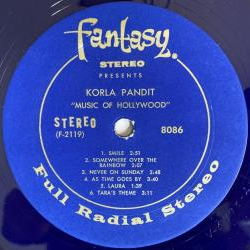 Fantasy.
STEREO
PRESENTS
KORLA PANDIT
"MUSIC OF HOLLYWOOD"
STEREO
(F-2119)
8086
1. SMILE 2:51
2. SOMEWHERE OVER THE
RAINBOW 2:57
3. NEVER ON SUNDAY 2:48
4. AS TIME GOES BY 3:40
5. LAURA 1:39
6. TARA'S THEME 3:11
Full Radial Stereo